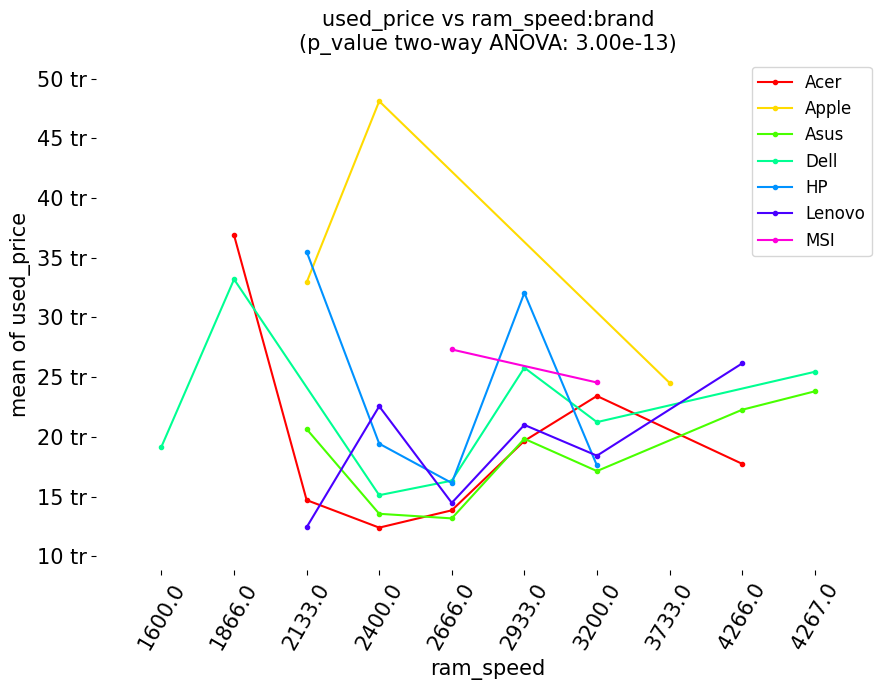 used_price vs ram_speed:brand
(p_value two-way ANOVA: 3.00e-13)
50 tr
45 tr
40 tr
35 tr
30 tr
25 tr
20 tr
15 tr
10 tr
mean of used_price
Acer
Apple
Asus
Dell
HP
Lenovo
MSI
1600.0
1866.0
2133.0
2400.0
2666.0
2933.0
3200.0
3733.0
4266.0
4267.0
ram_speed